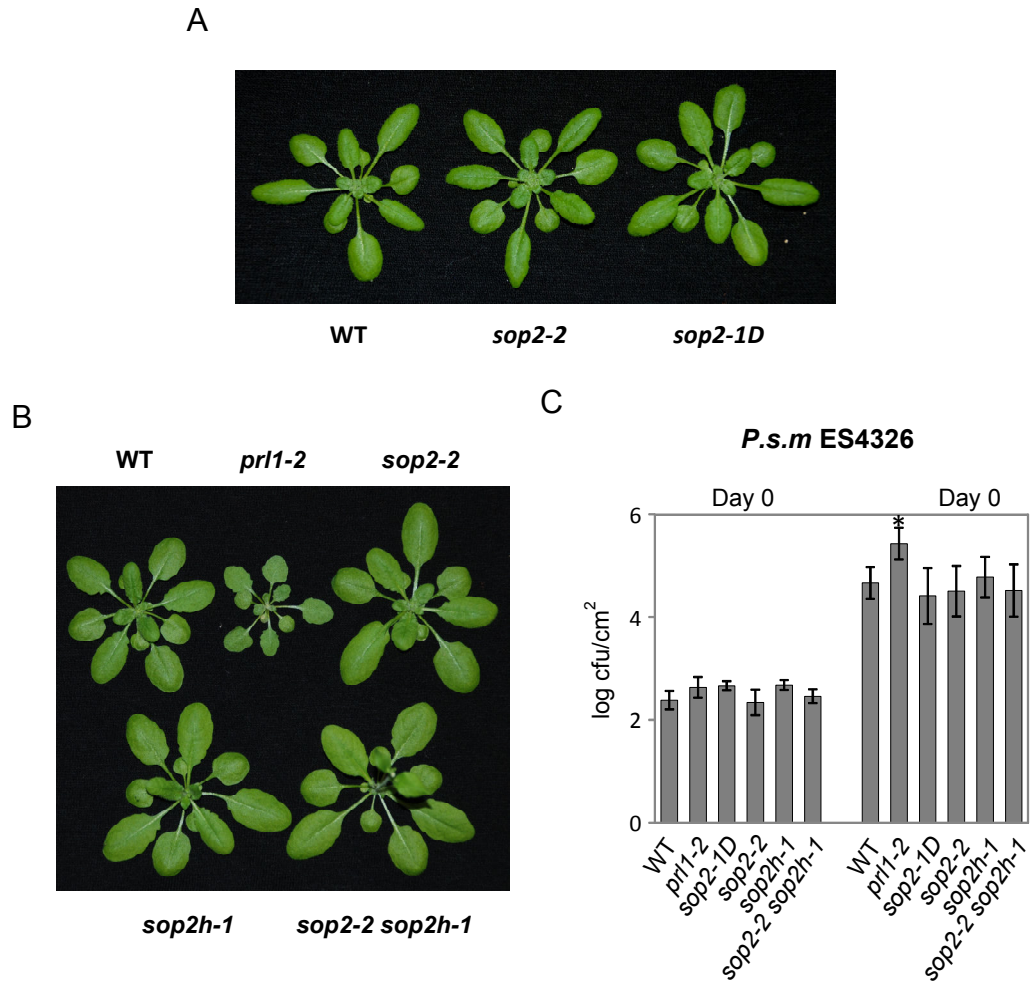 A
WT sop2-2 sop2-1D
B
WT prl1-2 sop2-2
sop2h-1 sop2-2 sop2h-1
C
P.s.m ES4326
Day 0 Day 0
6
4
2
0
log cfu/cm²
*
WT prl1-2 sop2-1D sop2-2 sop2h-1 sop2-2 sop2h-1
WT prl1-2 sop2-1D sop2-2 sop2h-1 sop2-2 sop2h-1